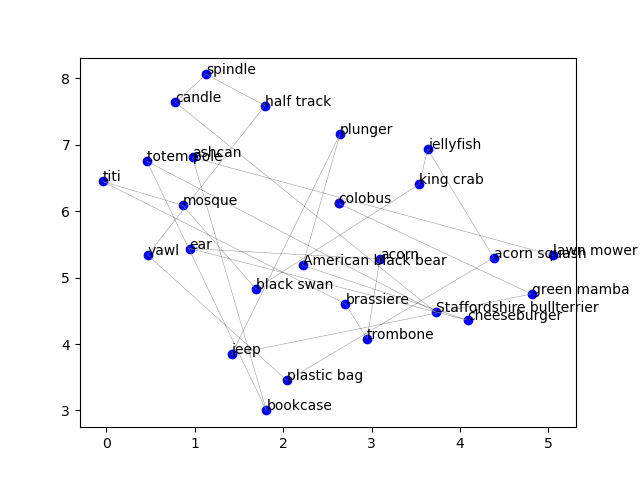 8
spindle
candle
half track
plunger
7
jellyfish
totem pole
ashcan
king crab
titi
mosque
colobus
6
yawl
ear
acorn
acorn squash
lawn mower
American black bear
5
black swan
green mamba
brassiere
Staffordshire bullterrier
cheeseburger
trombone
4
jeep
plastic bag
bookcase
3
0 1 2 3 4 5